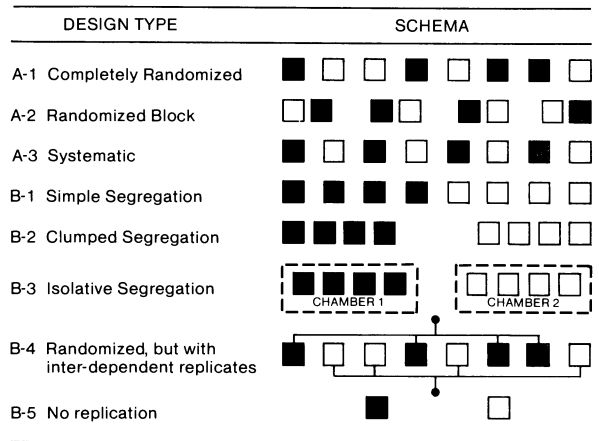 DESIGN TYPE SCHEMA
A-1 Completely Randomized
A-2 Randomized Block
A-3 Systematic
B-1 Simple Segregation
B-2 Clumped Segregation
B-3 Isolative Segregation
CHAMBER 1 CHAMBER 2
B-4 Randomized, but with
inter-dependent replicates
B-5 No replication